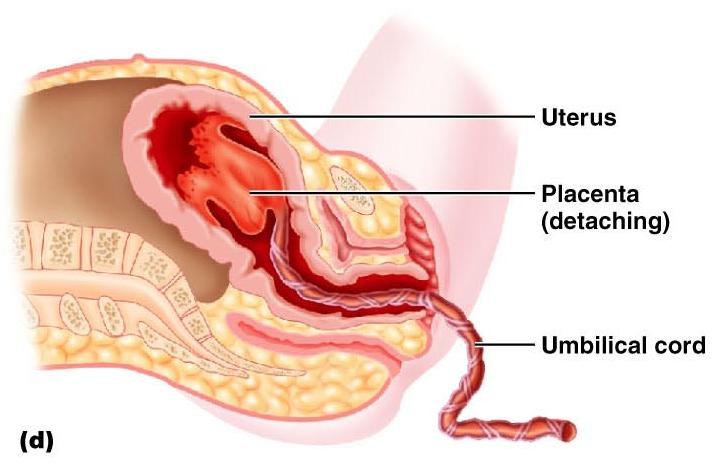 Uterus
Placenta
(detaching)
Umbilical cord
(d)